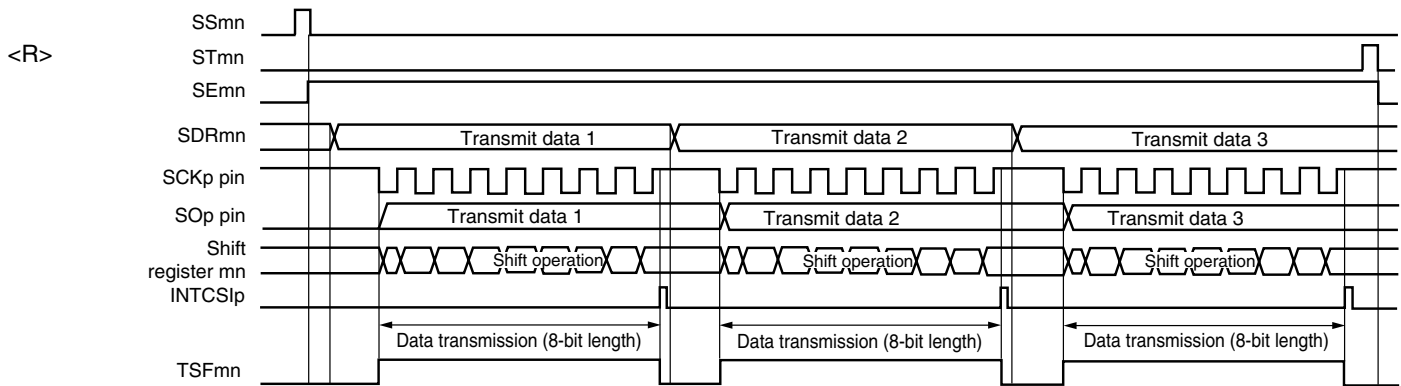 SSmn
<R>
STmn
SEmn
SDRmn Transmit data 1 Transmit data 2 Transmit data 3
SCKp pin
SOp pin Transmit data 1 Transmit data 2 Transmit data 3
Shift
register mn Shift operation Shift operation Shift operation
INTCSIp
Data transmission (8-bit length) Data transmission (8-bit length) Data transmission (8-bit length)
TSFmn